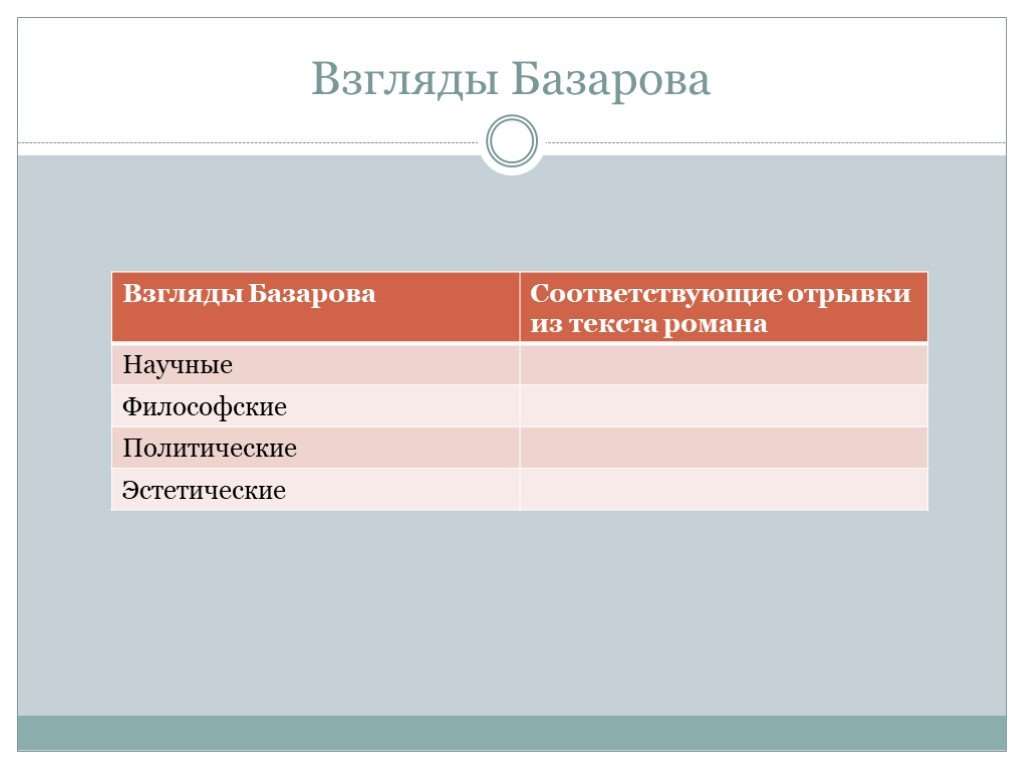 Взгляды Базарова
Взгляды Базарова
Соответствующие отрывки
из текста романа
Научные
Философские
Политические
Эстетические